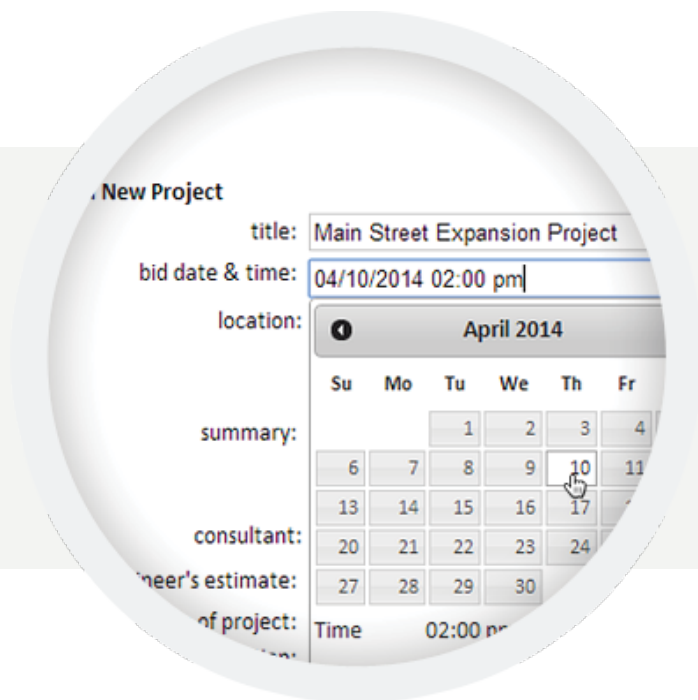 New Project
title: Main Street Expansion Project
bid date & time: 04/10/2014 02:00 pm
location:
April 2014
Su Mo Tu We Th Fr
summary:
1 2 3 4
6 7 8 9 10 11
13 14 15 16 17
consultant:
20 21 22 23 24
estimate:
27 28 29 30
of project:
Time 02:00